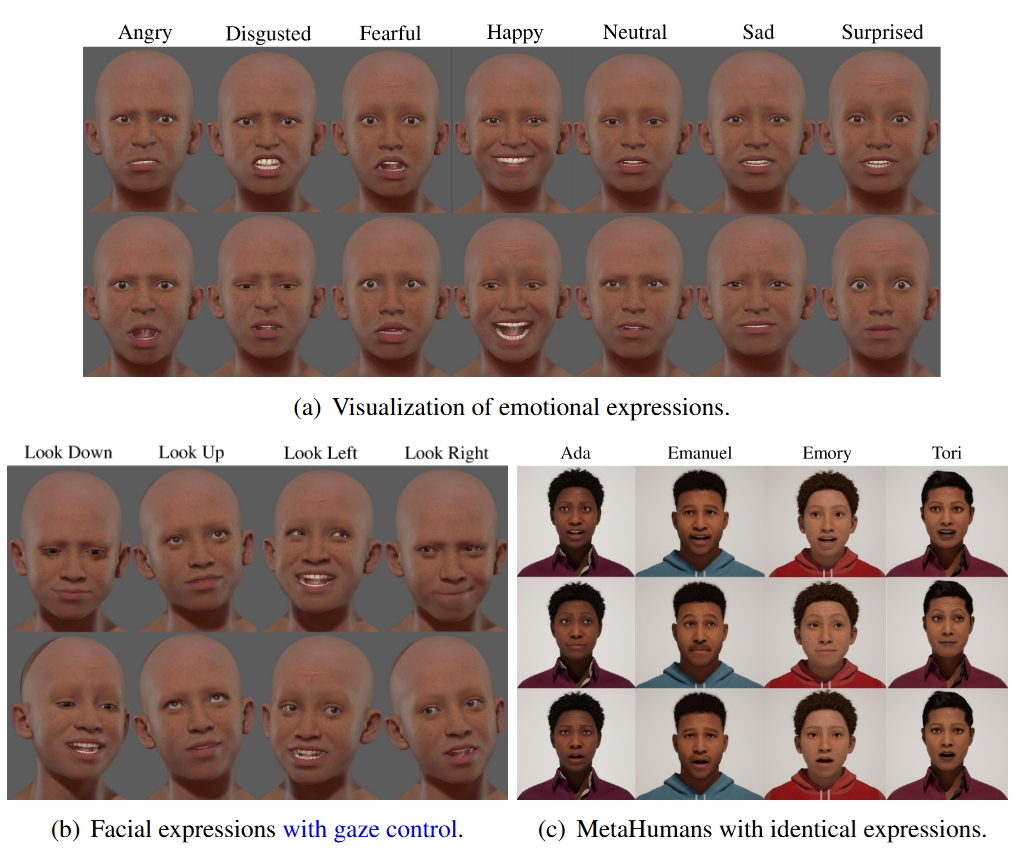 Angry Disgusted Fearful Happy Neutral Sad Surprised
(a) Visualization of emotional expressions.
Look Down Look Up Look Left Look Right
(b) Facial expressions with gaze control.
Ada Emanuel Emory Tori
(c) MetaHumans with identical expressions.